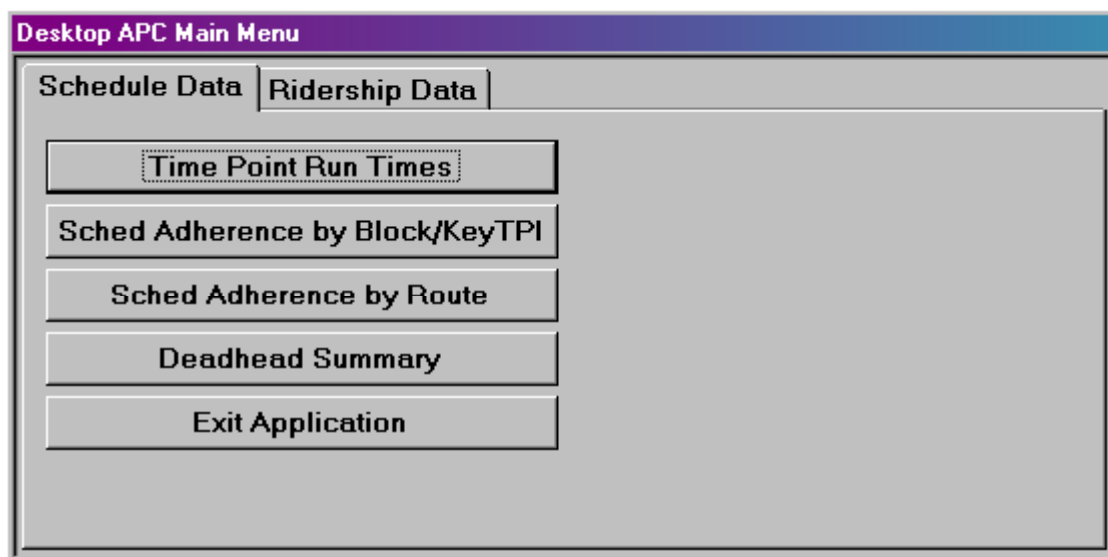 Desktop APC Main Menu
Schedule Data Ridership Data
Time Point Run Times
Sched Adherence by Block/KeyTPI
Sched Adherence by Route
Deadhead Summary
Exit Application